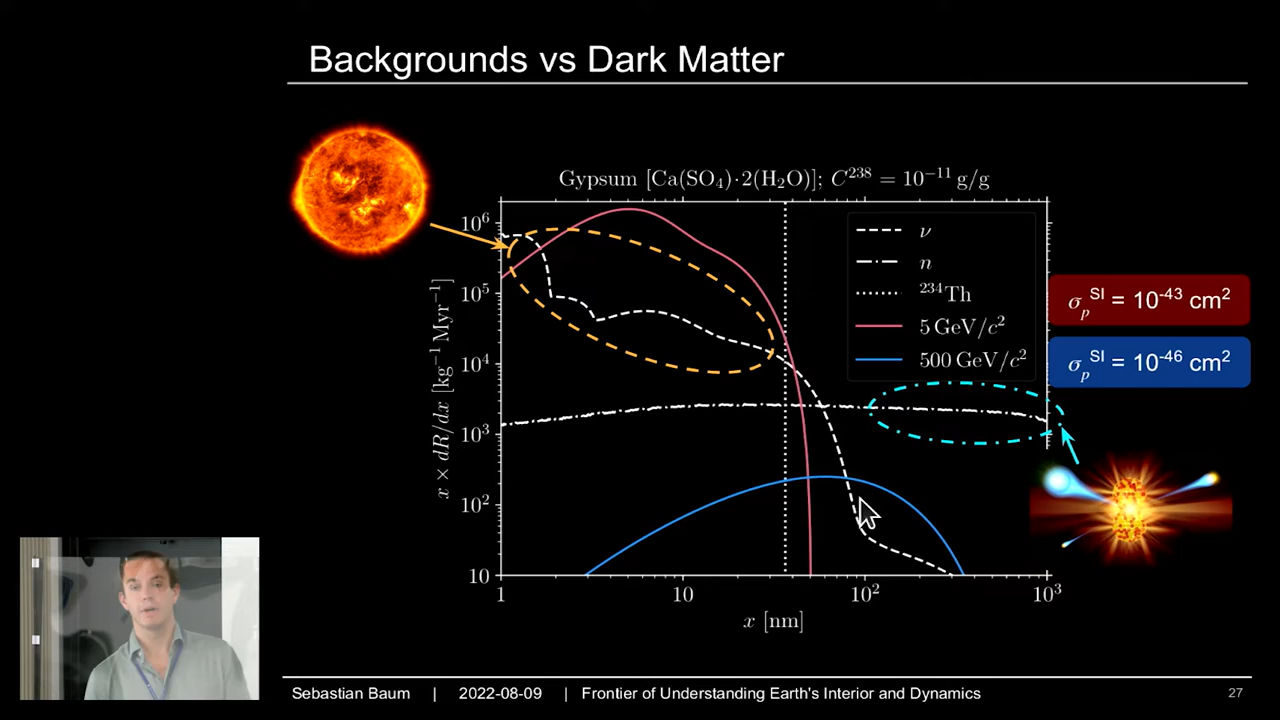 Backgrounds vs Dark Matter
Gypsum [Ca(SO₄)·2(H₂O)]; C²³⁸ = 10⁻¹¹ g/g
x × dR/dx [kg⁻¹ Myr⁻¹]
10⁶
10⁵
10⁴
10³
10²
10
ν
n
²³⁴Th
5 GeV/c²
500 GeV/c²
σₚ^SI = 10⁻⁴³ cm²
σₚ^SI = 10⁻⁴⁶ cm²
1 10 10² 10³
x [nm]
Sebastian Baum | 2022-08-09 | Frontier of Understanding Earth's Interior and Dynamics 27